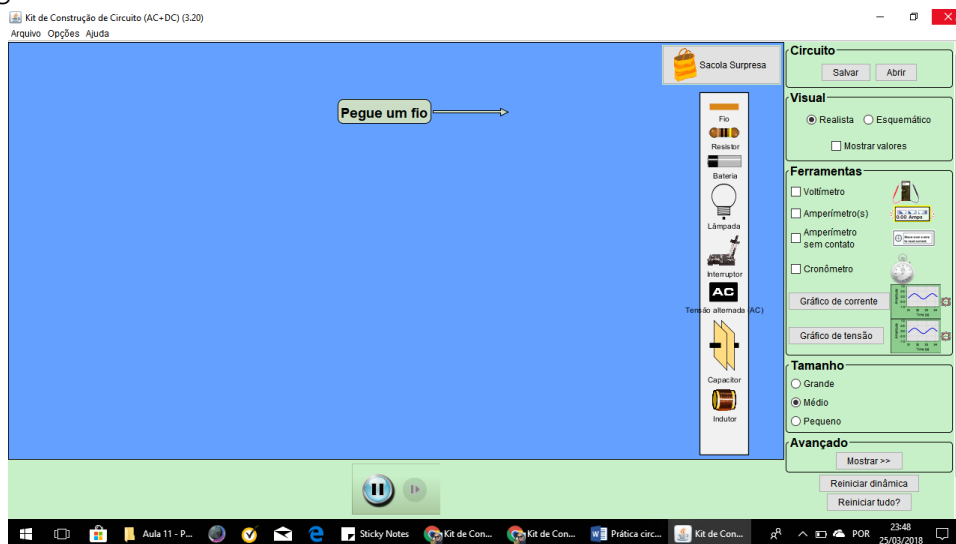 Kit de Construção de Circuito (AC+DC) (3.20)
Arquivo Opções Ajuda
Sacola Surpresa
Pegue um fio
Fio
Resistor
Bateria
Lâmpada
Interruptor
AC
Tensão alternada (AC)
Capacitor
Indutor
Circuito
Salvar Abrir
Visual
Realista Esquemático
Mostrar valores
Ferramentas
Voltímetro
Amperímetro(s)
0.00 Amps
Amperímetro
sem contato
Cronômetro
Gráfico de corrente
Gráfico de tensão
Tamanho
Grande
Médio
Pequeno
Avançado
Mostrar >>
Reiniciar dinâmica
Reiniciar tudo?
Aula 11 - P... Sticky Notes Kit de Con... Kit de Con... Prática circ... Kit de Con... POR 23:48
25/03/2018